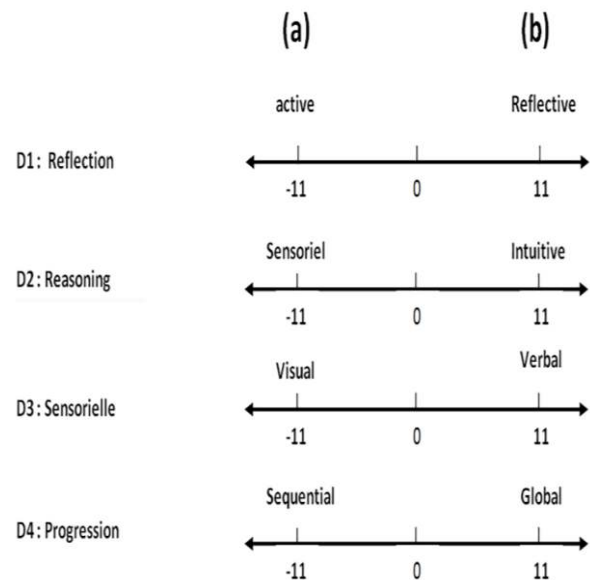 (a) (b)
active Reflective
D1: Reflection
-11 0 11
Sensoriel Intuitive
D2: Reasoning
-11 0 11
Visual Verbal
D3: Sensorielle
-11 0 11
Sequential Global
D4: Progression
-11 0 11